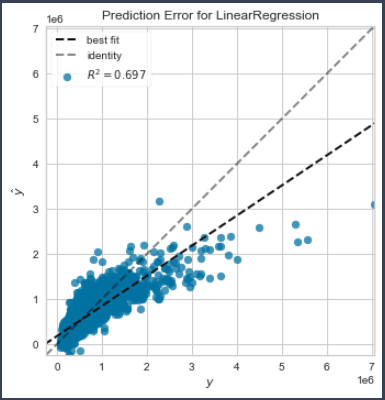 Prediction Error for LinearRegression
1e6
7
6
5
4
3
2
1
0
ŷ
best fit
identity
R² = 0.697
0 1 2 3 4 5 6 7
1e6
y